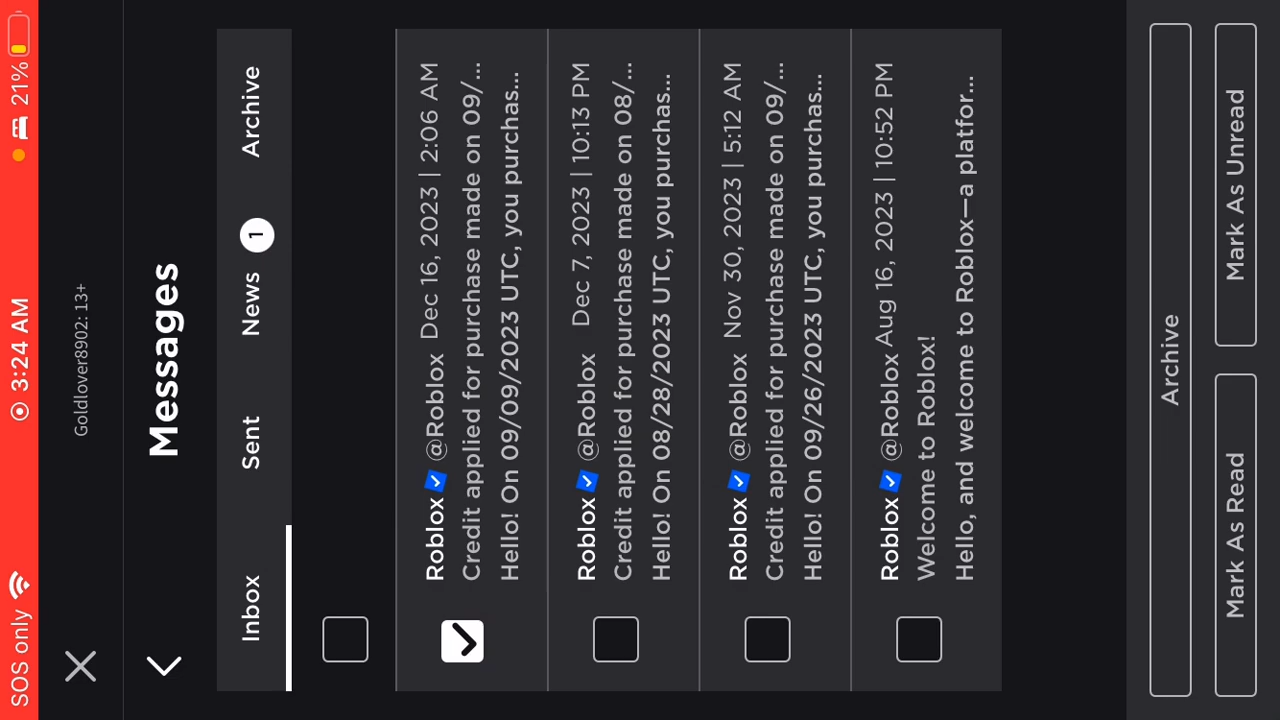 SOS only 3:24 AM 21%
Goldlover8902: 13+
Messages
Inbox Sent News 1 Archive
Roblox @Roblox Dec 16, 2023 | 2:06 AM
Credit applied for purchase made on 09/...
Hello! On 09/09/2023 UTC, you purchas...
Roblox @Roblox Dec 7, 2023 | 10:13 PM
Credit applied for purchase made on 08/...
Hello! On 08/28/2023 UTC, you purchas...
Roblox @Roblox Nov 30, 2023 | 5:12 AM
Credit applied for purchase made on 09/...
Hello! On 09/26/2023 UTC, you purchas...
Roblox @Roblox Aug 16, 2023 | 10:52 PM
Welcome to Roblox!
Hello, and welcome to Roblox—a platfor...
Archive
Mark As Read Mark As Unread